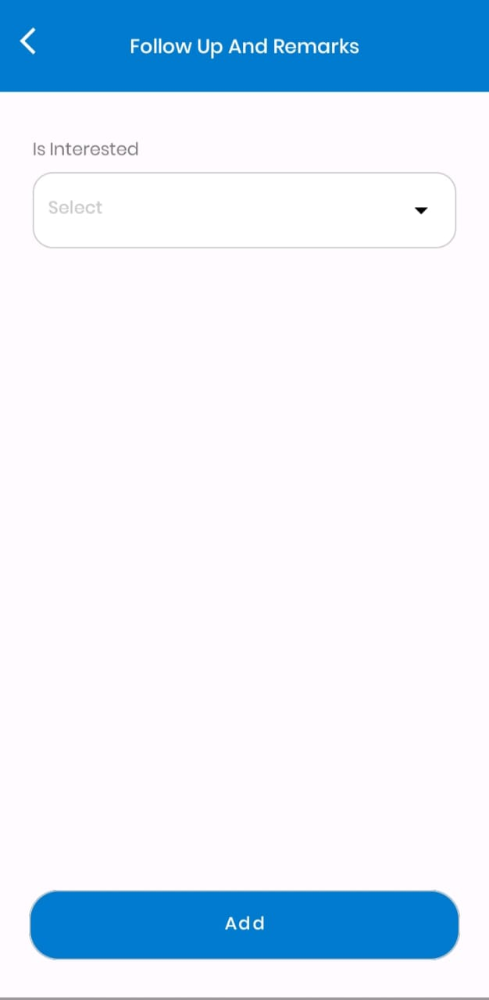 Follow Up And Remarks
Is Interested
Select
Add